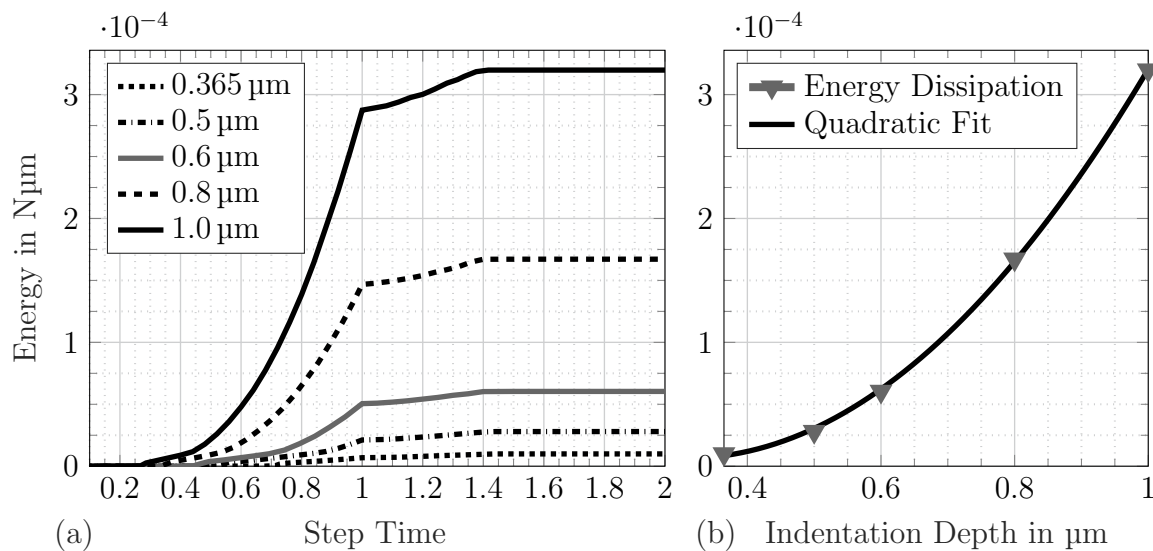 ·10⁻⁴
Energy in Nµm
3
2
1
0
0.365 µm
0.5 µm
0.6 µm
0.8 µm
1.0 µm
0.2 0.4 0.6 0.8 1 1.2 1.4 1.6 1.8 2
(a) Step Time
·10⁻⁴
3
2
1
0
Energy Dissipation
Quadratic Fit
0.4 0.6 0.8 1
(b) Indentation Depth in µm